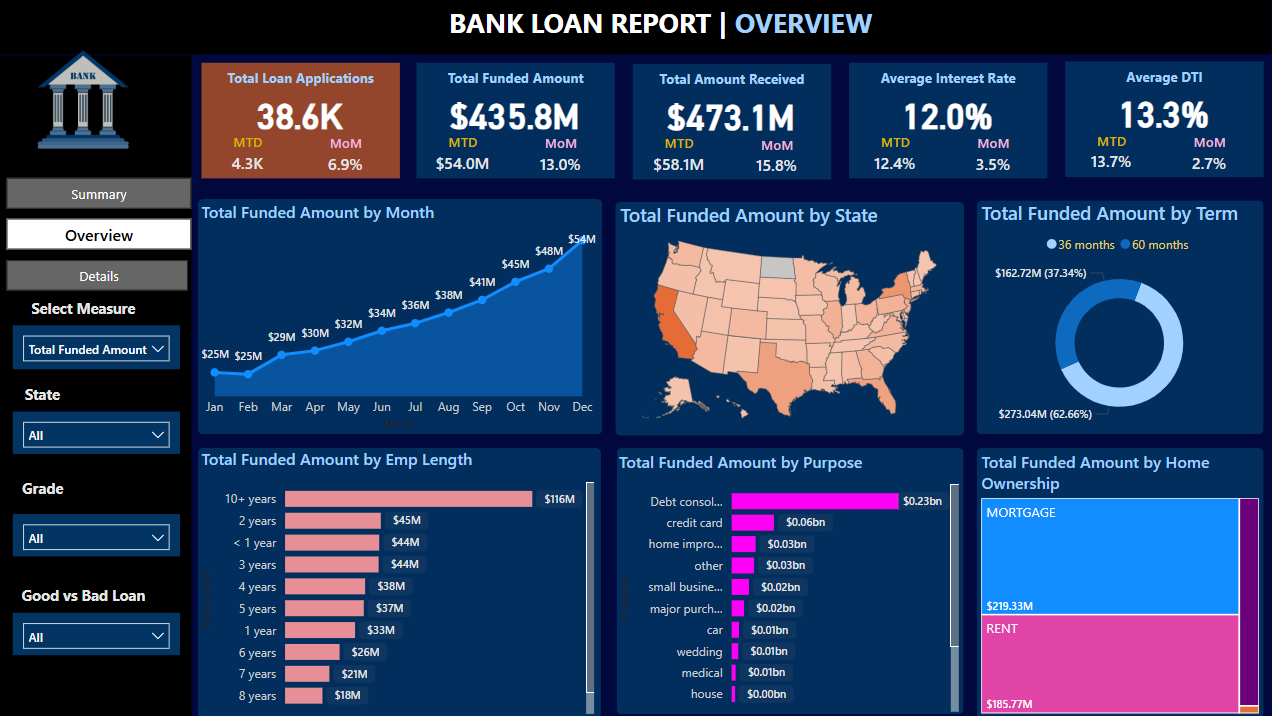 BANK LOAN REPORT | OVERVIEW
BANK
Summary
Overview
Details
Select Measure
Total Funded Amount
State
All
Grade
All
Good vs Bad Loan
All
Total Loan Applications
38.6K
MTD MoM
4.3K 6.9%
Total Funded Amount
$435.8M
MTD MoM
$54.0M 13.0%
Total Amount Received
$473.1M
MTD MoM
$58.1M 15.8%
Average Interest Rate
12.0%
MTD MoM
12.4% 3.5%
Average DTI
13.3%
MTD MoM
13.7% 2.7%
Total Funded Amount by Month
$25M $25M $29M $30M $32M $34M $36M $38M $41M $45M $48M $54M
Jan Feb Mar Apr May Jun Jul Aug Sep Oct Nov Dec
Total Funded Amount by State
Total Funded Amount by Term
36 months 60 months
$162.72M (37.34%)
$273.04M (62.66%)
Total Funded Amount by Emp Length
10+ years $116M
2 years $45M
< 1 year $44M
3 years $44M
4 years $38M
5 years $37M
1 year $33M
6 years $26M
7 years $21M
8 years $18M
Total Funded Amount by Purpose
Debt consol... $0.23bn
credit card $0.06bn
home impro... $0.03bn
other $0.03bn
small busine... $0.02bn
major purch... $0.02bn
car $0.01bn
wedding $0.01bn
medical $0.01bn
house $0.00bn
Total Funded Amount by Home
Ownership
MORTGAGE
$219.33M
RENT
$185.77M